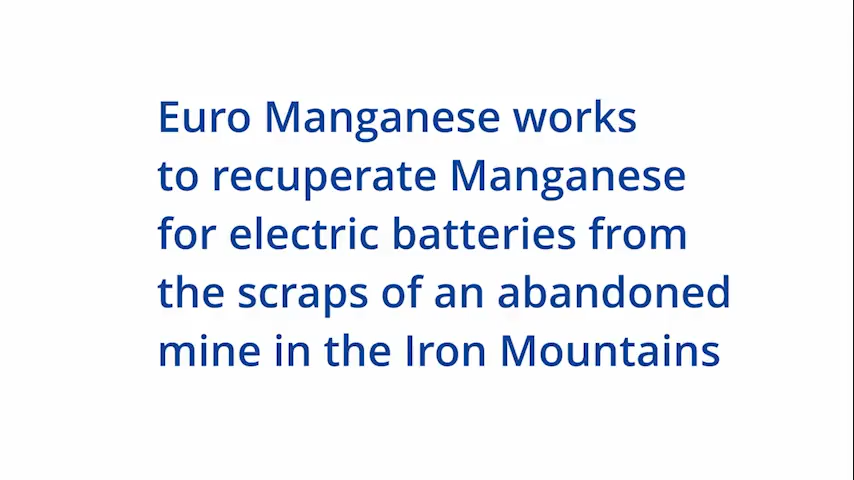 Euro Manganese works
to recuperate Manganese
for electric batteries from
the scraps of an abandoned
mine in the Iron Mountains